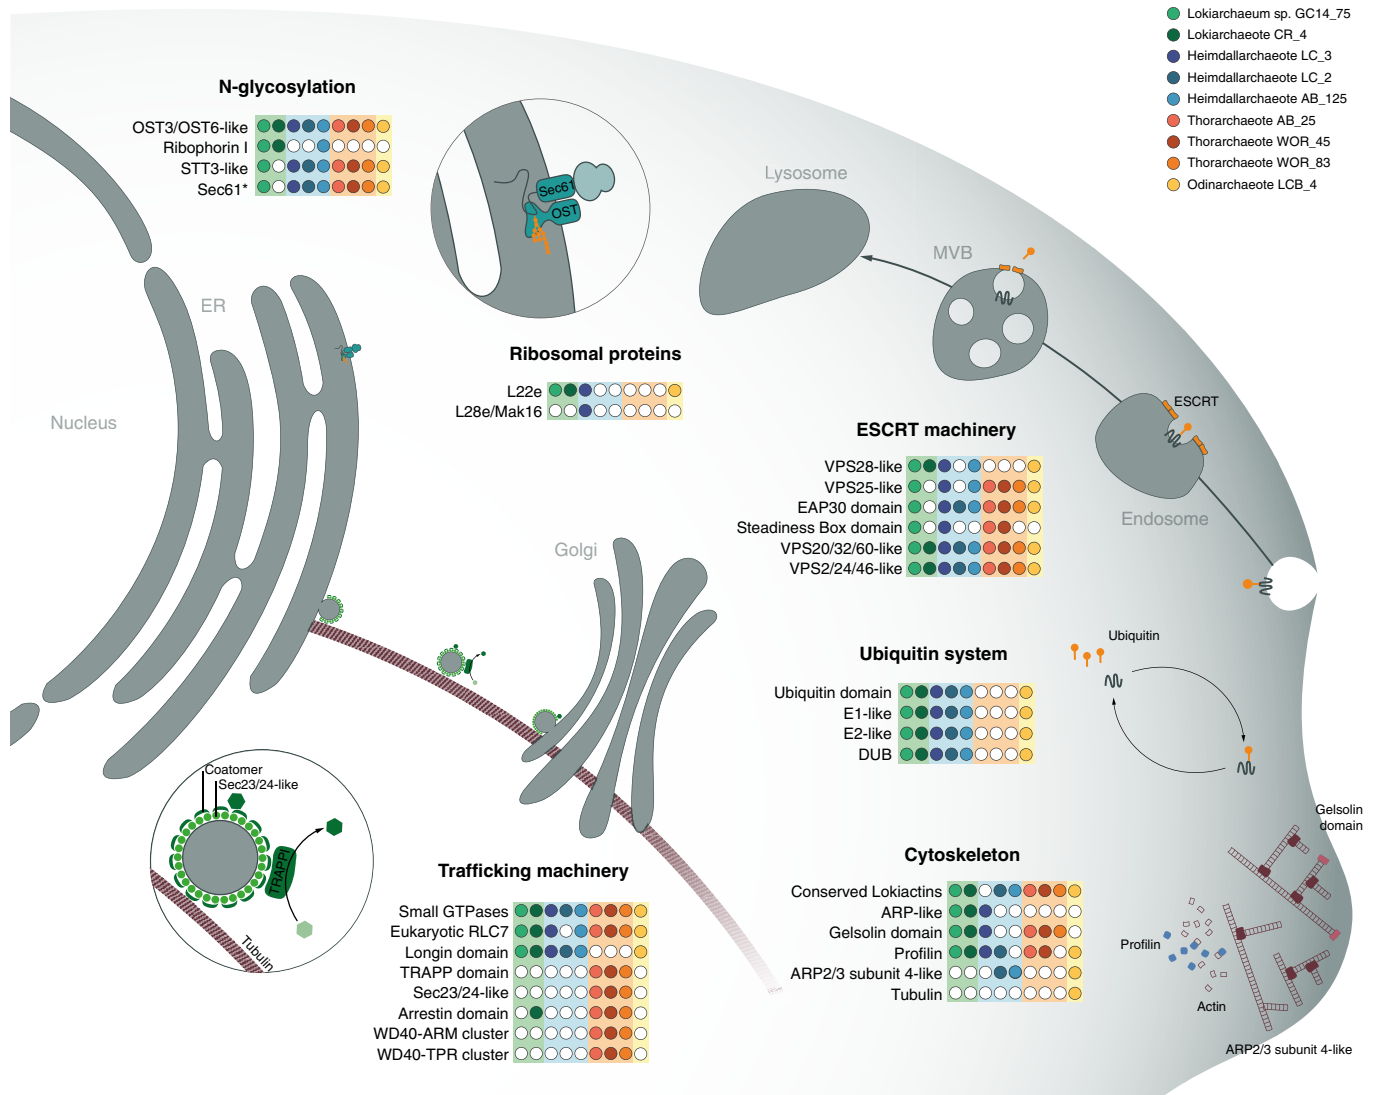 Lokiarchaeum sp. GC14_75
Lokiarchaeote CR_4
Heimdallarchaeote LC_3
Heimdallarchaeote LC_2
Heimdallarchaeote AB_125
Thorarchaeote AB_25
Thorarchaeote WOR_45
Thorarchaeote WOR_83
Odinarchaeote LCB_4
N-glycosylation
OST3/OST6-like
Ribophorin I
STT3-like
Sec61*
Sec61
OST
Lysosome
MVB
ER
Nucleus
Ribosomal proteins
L22e
L28e/Mak16
ESCRT
Endosome
ESCRT machinery
VPS28-like
VPS25-like
EAP30 domain
Steadiness Box domain
VPS20/32/60-like
VPS2/24/46-like
Golgi
Ubiquitin
Ubiquitin system
Ubiquitin domain
E1-like
E2-like
DUB
Coatomer
Sec23/24-like
TRAPPI
Tubulin
Trafficking machinery
Small GTPases
Eukaryotic RLC7
Longin domain
TRAPP domain
Sec23/24-like
Arrestin domain
WD40-ARM cluster
WD40-TPR cluster
Cytoskeleton
Conserved Lokiactins
ARP-like
Gelsolin domain
Profilin
ARP2/3 subunit 4-like
Tubulin
Gelsolin
domain
Profilin
Actin
ARP2/3 subunit 4-like